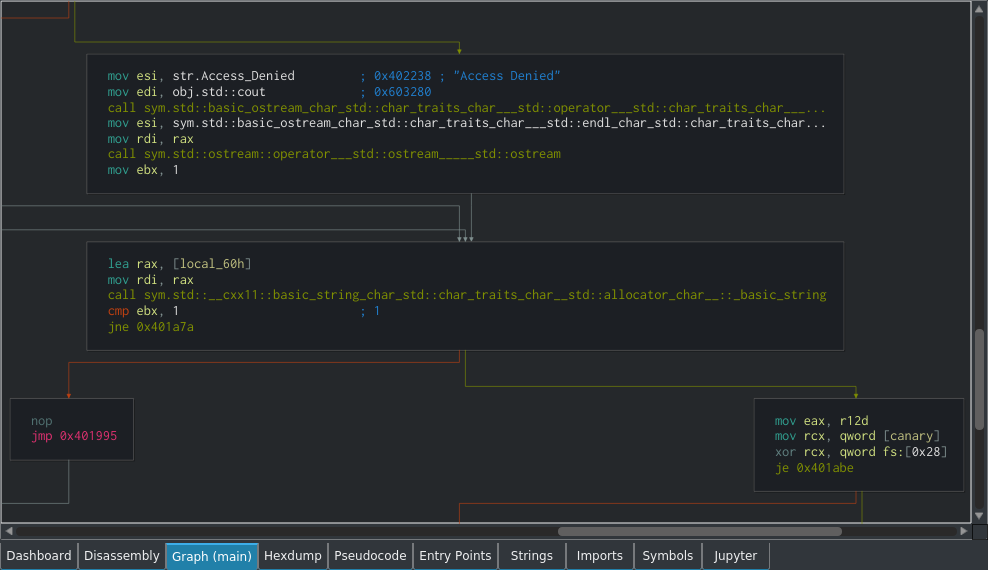 mov esi, str.Access_Denied ; 0x402238 ; "Access Denied"
mov edi, obj.std::cout ; 0x603280
call sym.std::basic_ostream_char_std::char_traits_char___std::operator___std::char_traits_char___...
mov esi, sym.std::basic_ostream_char_std::char_traits_char___std::endl_char_std::char_traits_char...
mov rdi, rax
call sym.std::ostream::operator___std::ostream_____std::ostream
mov ebx, 1
lea rax, [local_60h]
mov rdi, rax
call sym.std::__cxx11::basic_string_char_std::char_traits_char__std::allocator_char__::_basic_string
cmp ebx, 1 ; 1
jne 0x401a7a
nop
jmp 0x401995
mov eax, r12d
mov rcx, qword [canary]
xor rcx, qword fs:[0x28]
je 0x401abe
Dashboard Disassembly Graph (main) Hexdump Pseudocode Entry Points Strings Imports Symbols Jupyter